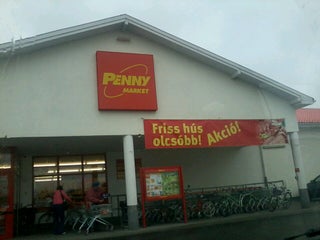 PENNY
MARKET
Friss hús
olcsóbb! Akció!